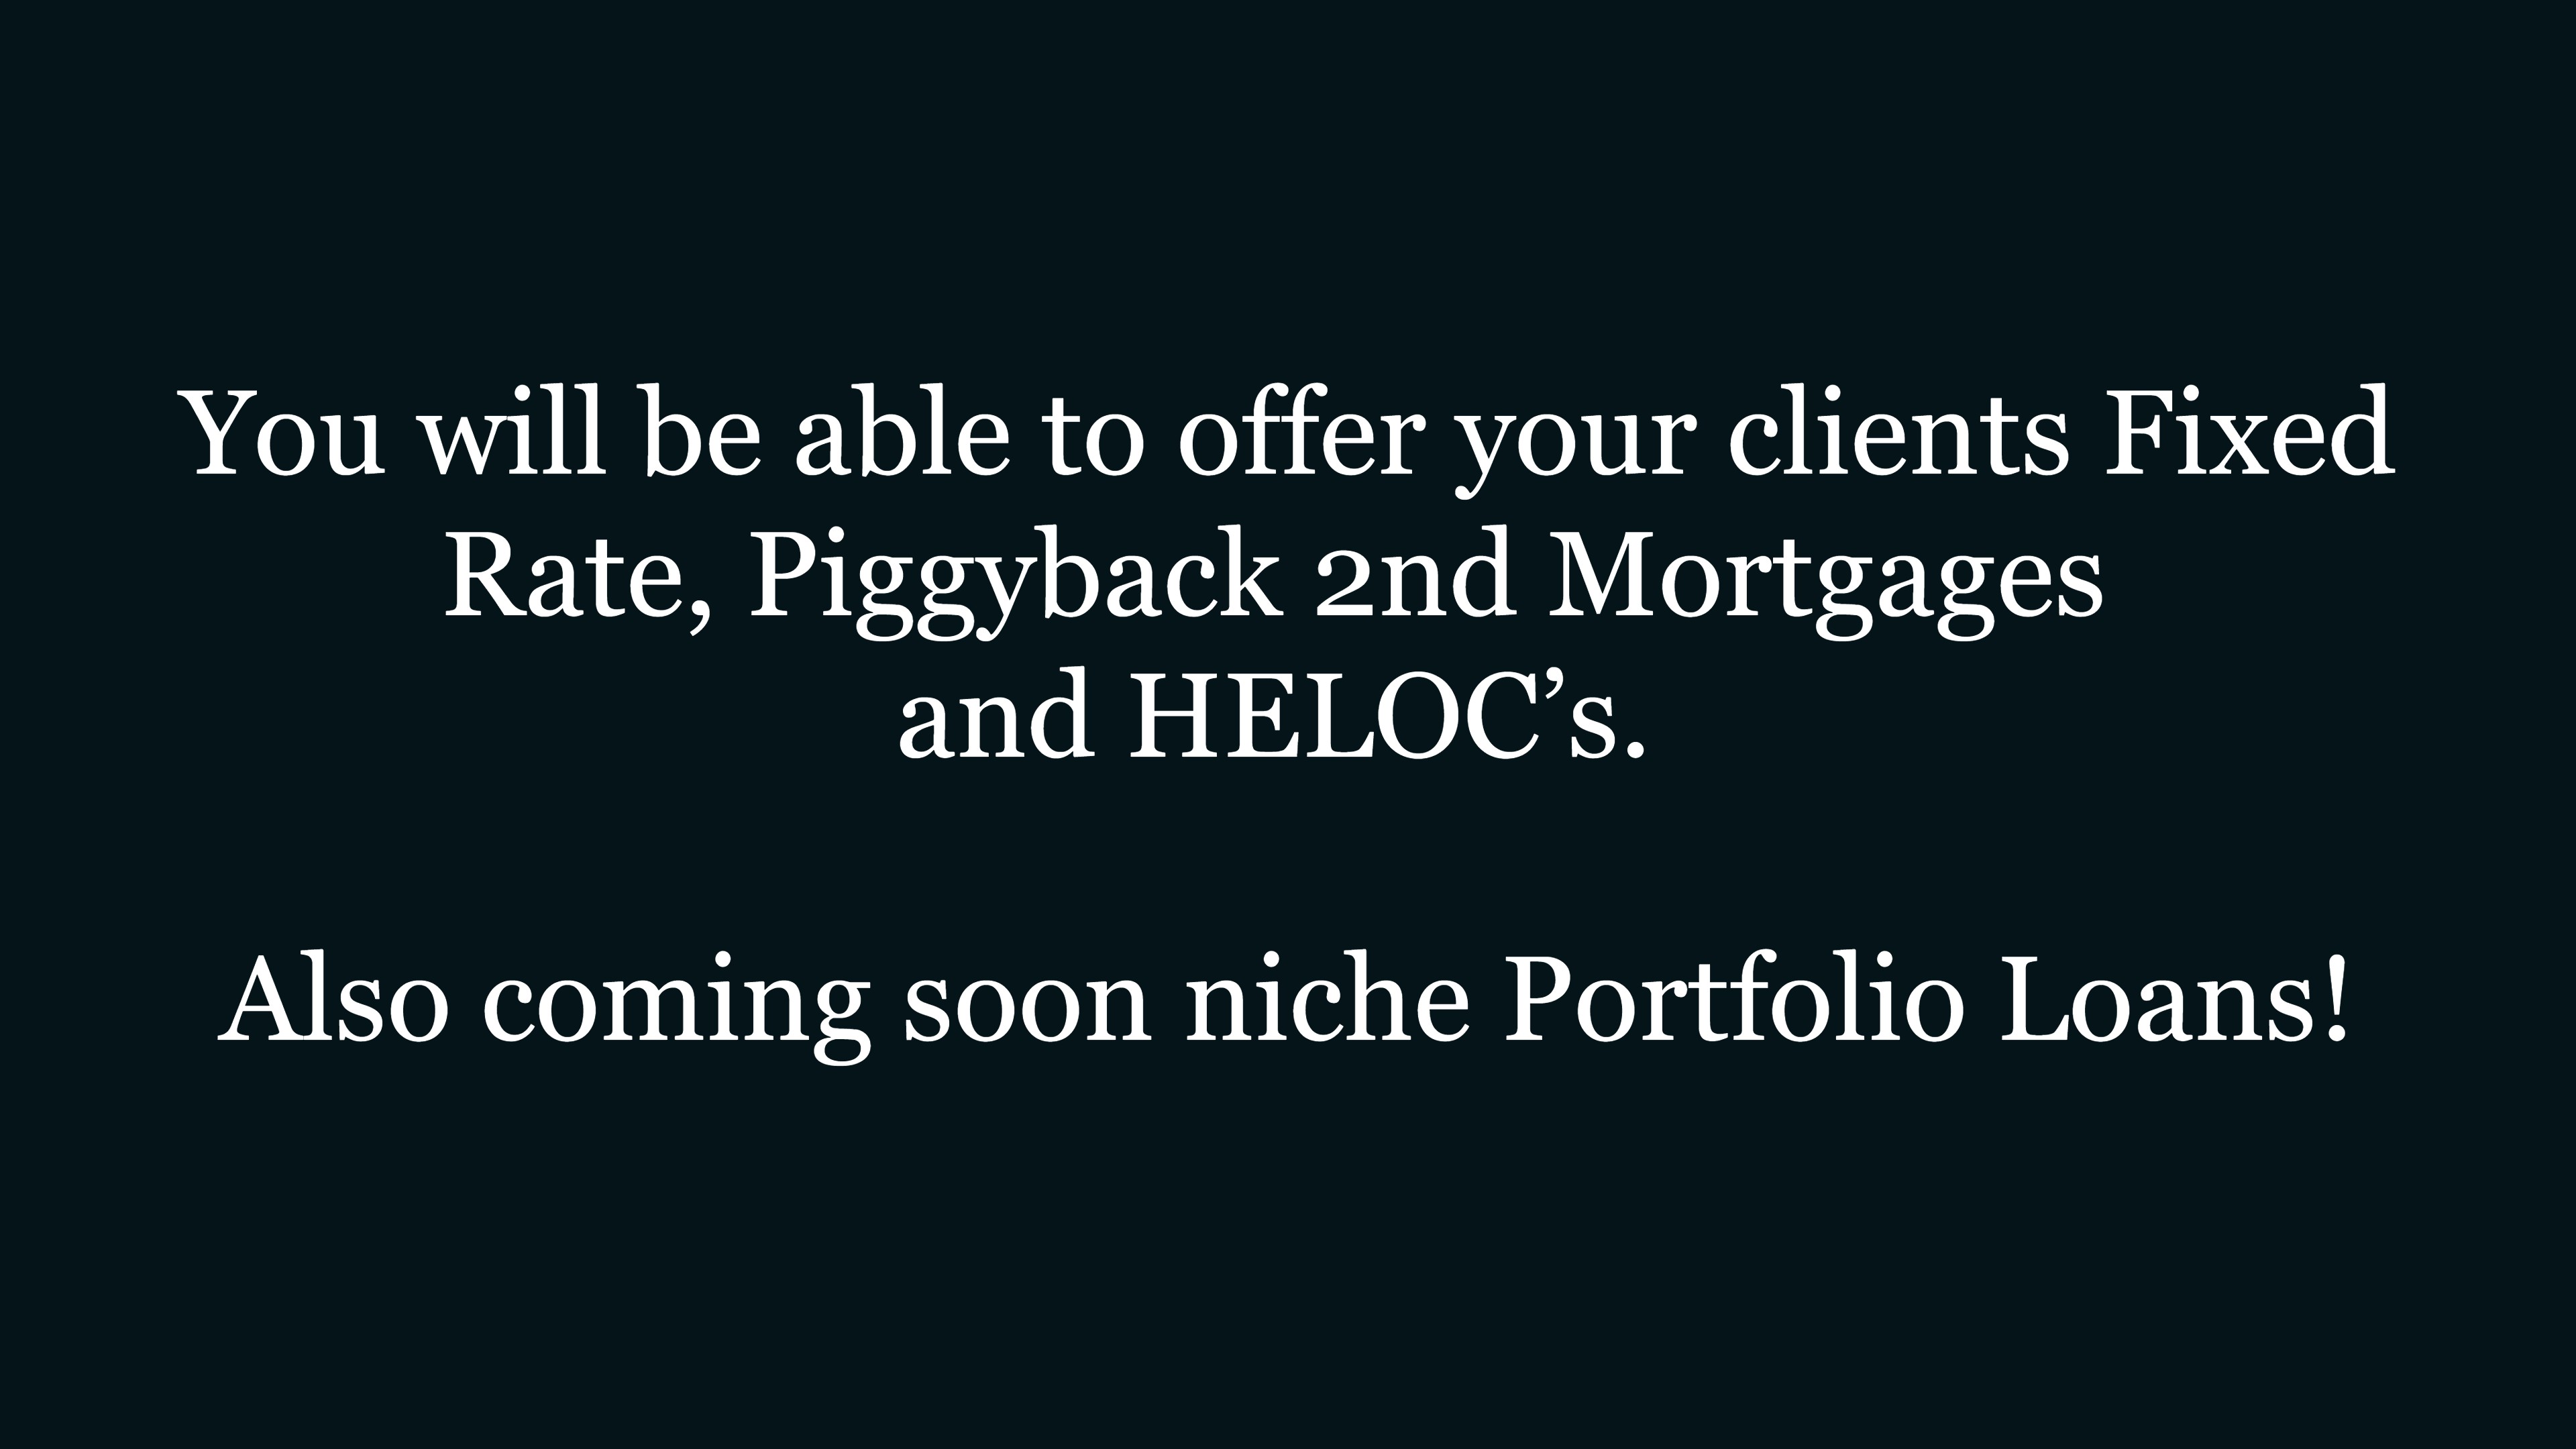 You will be able to offer your clients Fixed
Rate, Piggyback 2nd Mortgages
and HELOC’s.
Also coming soon niche Portfolio Loans!